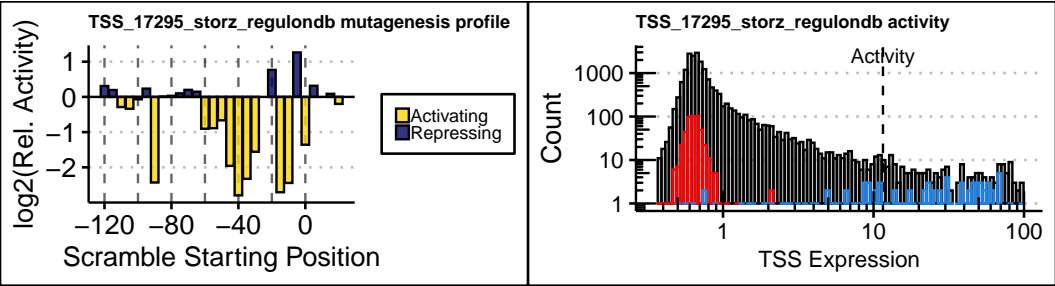 TSS_17295_storz_regulondb mutagenesis profile
log2(Rel. Activity)
1
0
−1
−2
−120
−80
−40
0
Scramble Starting Position
Activating
Repressing
TSS_17295_storz_regulondb activity
Activity
Count
1000
100
10
1
1
10
100
TSS Expression